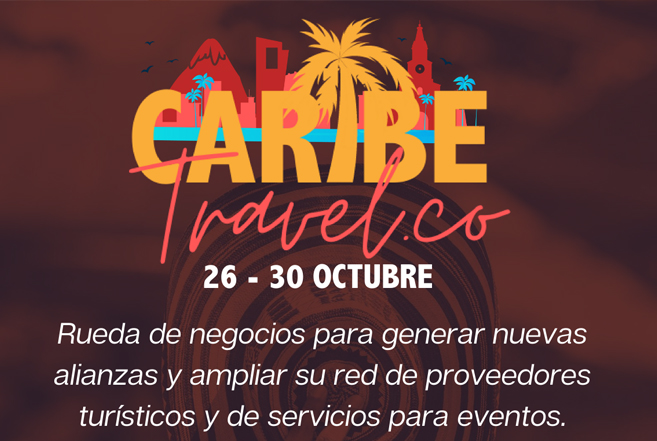 CARIBE
Travel.co
26 - 30 OCTUBRE
Rueda de negocios para generar nuevas
alianzas y ampliar su red de proveedores
turísticos y de servicios para eventos.